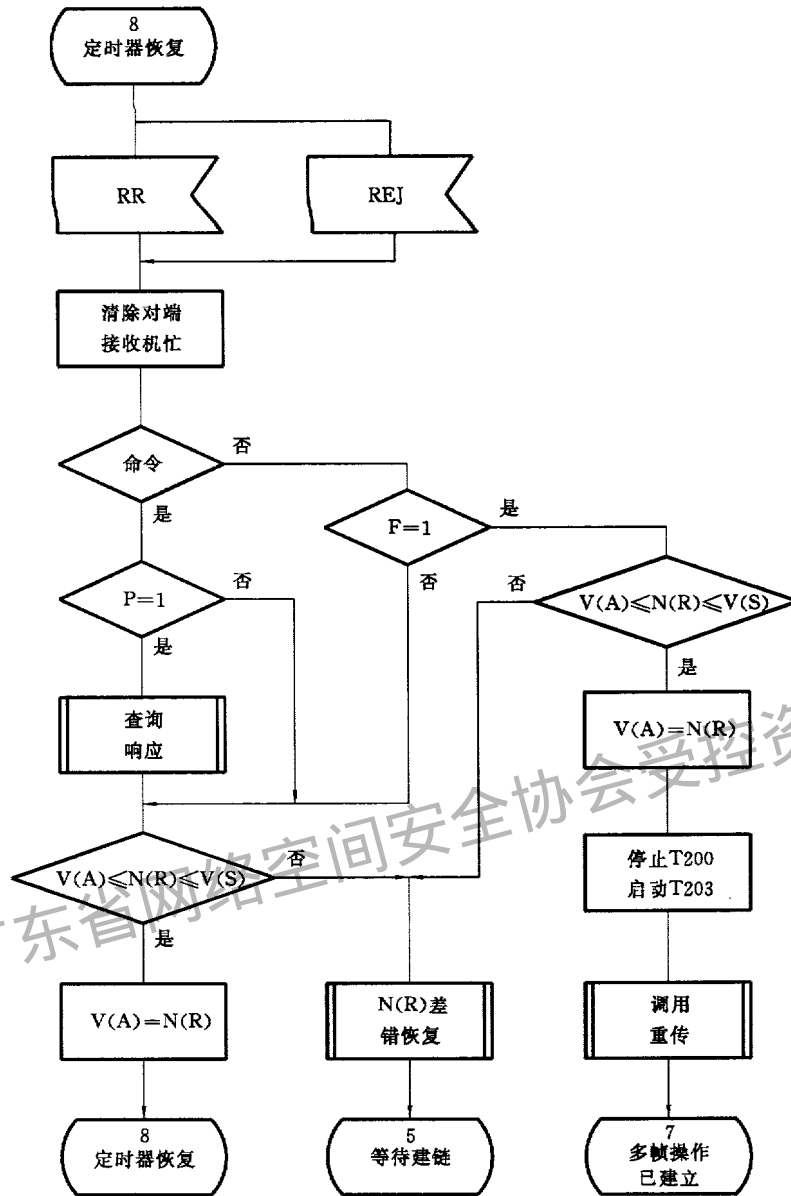 8
定时器恢复
RR
REJ
清除对端
接收机忙
命令
否
是
F=1
是
否
P=1
否
是
V(A)≤N(R)≤V(S)
否
是
查询
响应
V(A)=N(R)
V(A)≤N(R)≤V(S)
否
是
停止T200
启动T203
V(A)=N(R)
N(R)差
错恢复
调用
重传
8
定时器恢复
5
等待建链
7
多帧操作
已建立
东省网络空间安全协会受控资